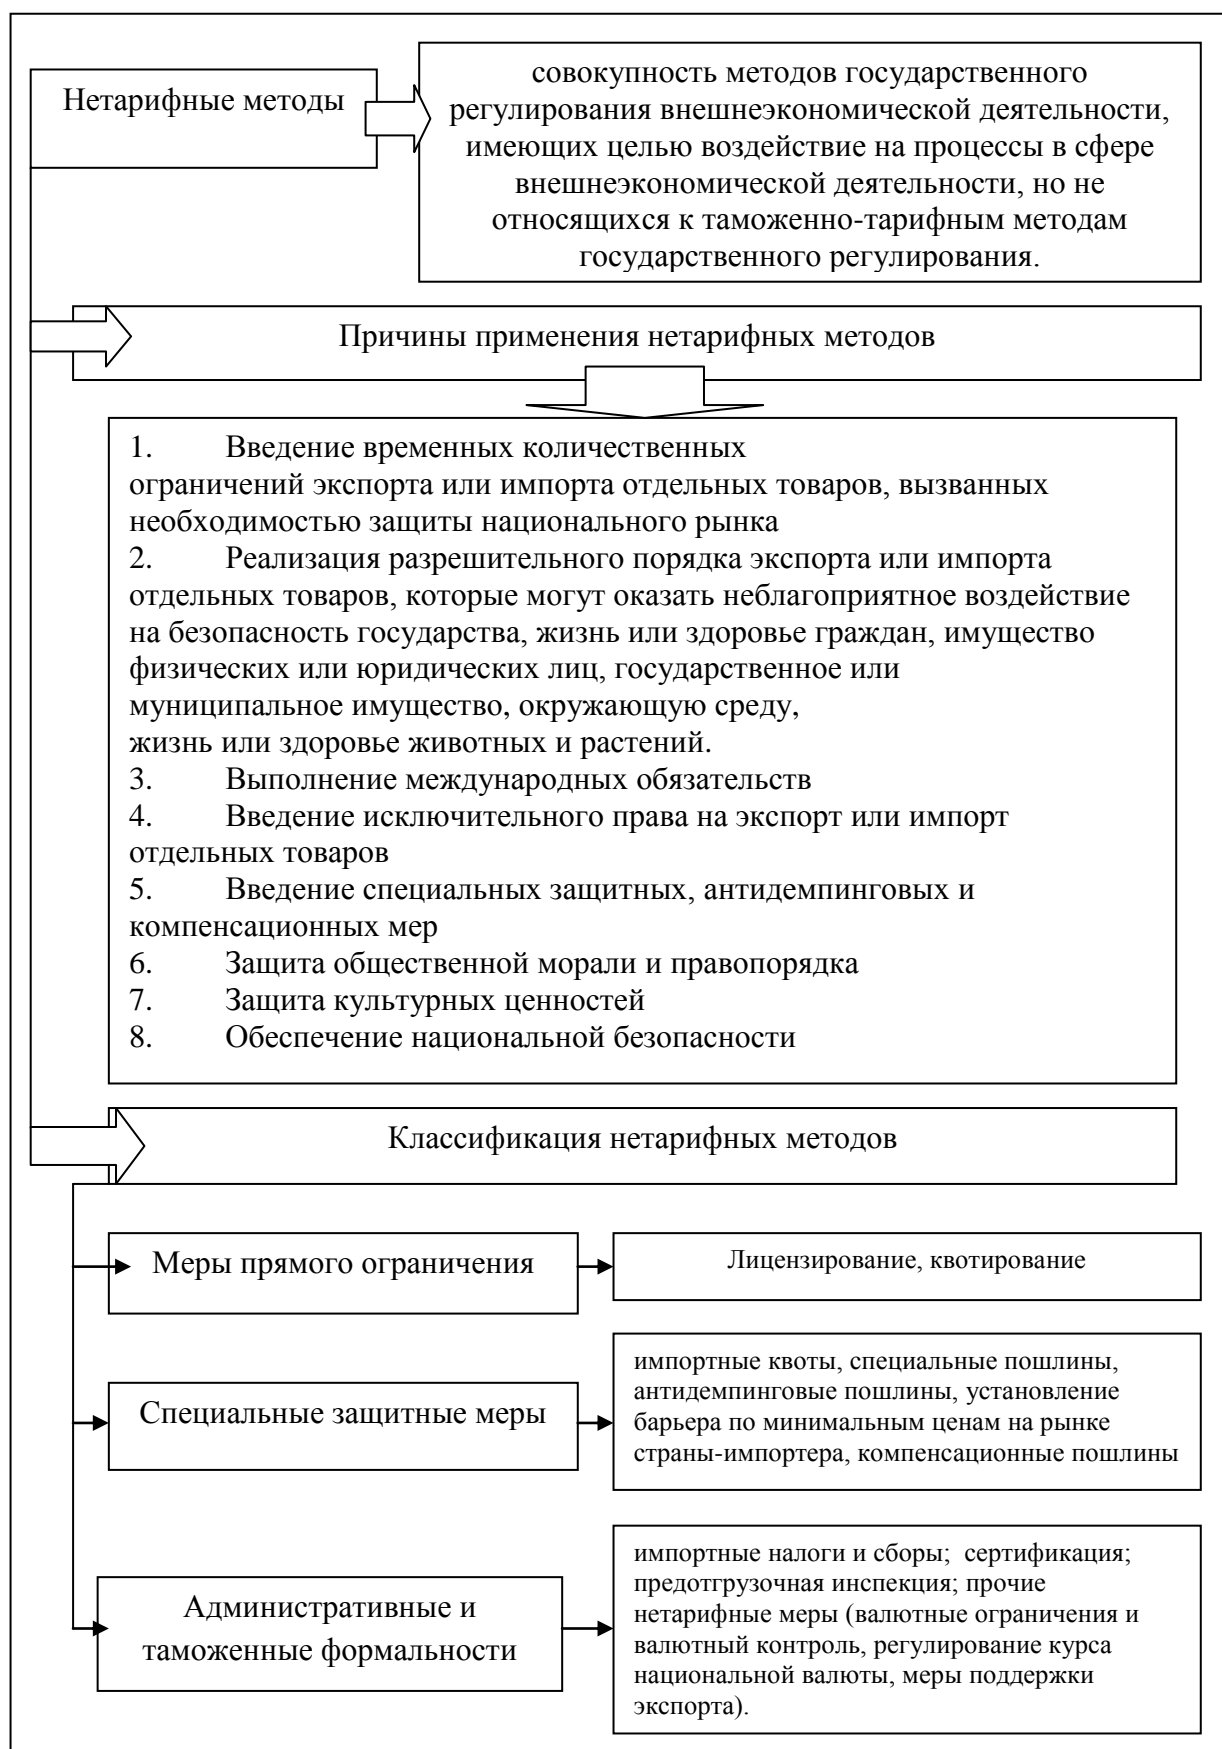 Нетарифные методы
совокупность методов государственного
регулирования внешнеэкономической деятельности,
имеющих целью воздействие на процессы в сфере
внешнеэкономической деятельности, но не
относящихся к таможенно-тарифным методам
государственного регулирования.
Причины применения нетарифных методов
1. Введение временных количественных
ограничений экспорта или импорта отдельных товаров, вызванных
необходимостью защиты национального рынка
2. Реализация разрешительного порядка экспорта или импорта
отдельных товаров, которые могут оказать неблагоприятное воздействие
на безопасность государства, жизнь или здоровье граждан, имущество
физических или юридических лиц, государственное или
муниципальное имущество, окружающую среду,
жизнь или здоровье животных и растений.
3. Выполнение международных обязательств
4. Введение исключительного права на экспорт или импорт
отдельных товаров
5. Введение специальных защитных, антидемпинговых и
компенсационных мер
6. Защита общественной морали и правопорядка
7. Защита культурных ценностей
8. Обеспечение национальной безопасности
Классификация нетарифных методов
Меры прямого ограничения
Лицензирование, квотирование
Специальные защитные меры
импортные квоты, специальные пошлины,
антидемпинговые пошлины, установление
барьера по минимальным ценам на рынке
страны-импортера, компенсационные пошлины
Административные и
таможенные формальности
импортные налоги и сборы; сертификация;
предотгрузочная инспекция; прочие
нетарифные меры (валютные ограничения и
валютный контроль, регулирование курса
национальной валюты, меры поддержки
экспорта).